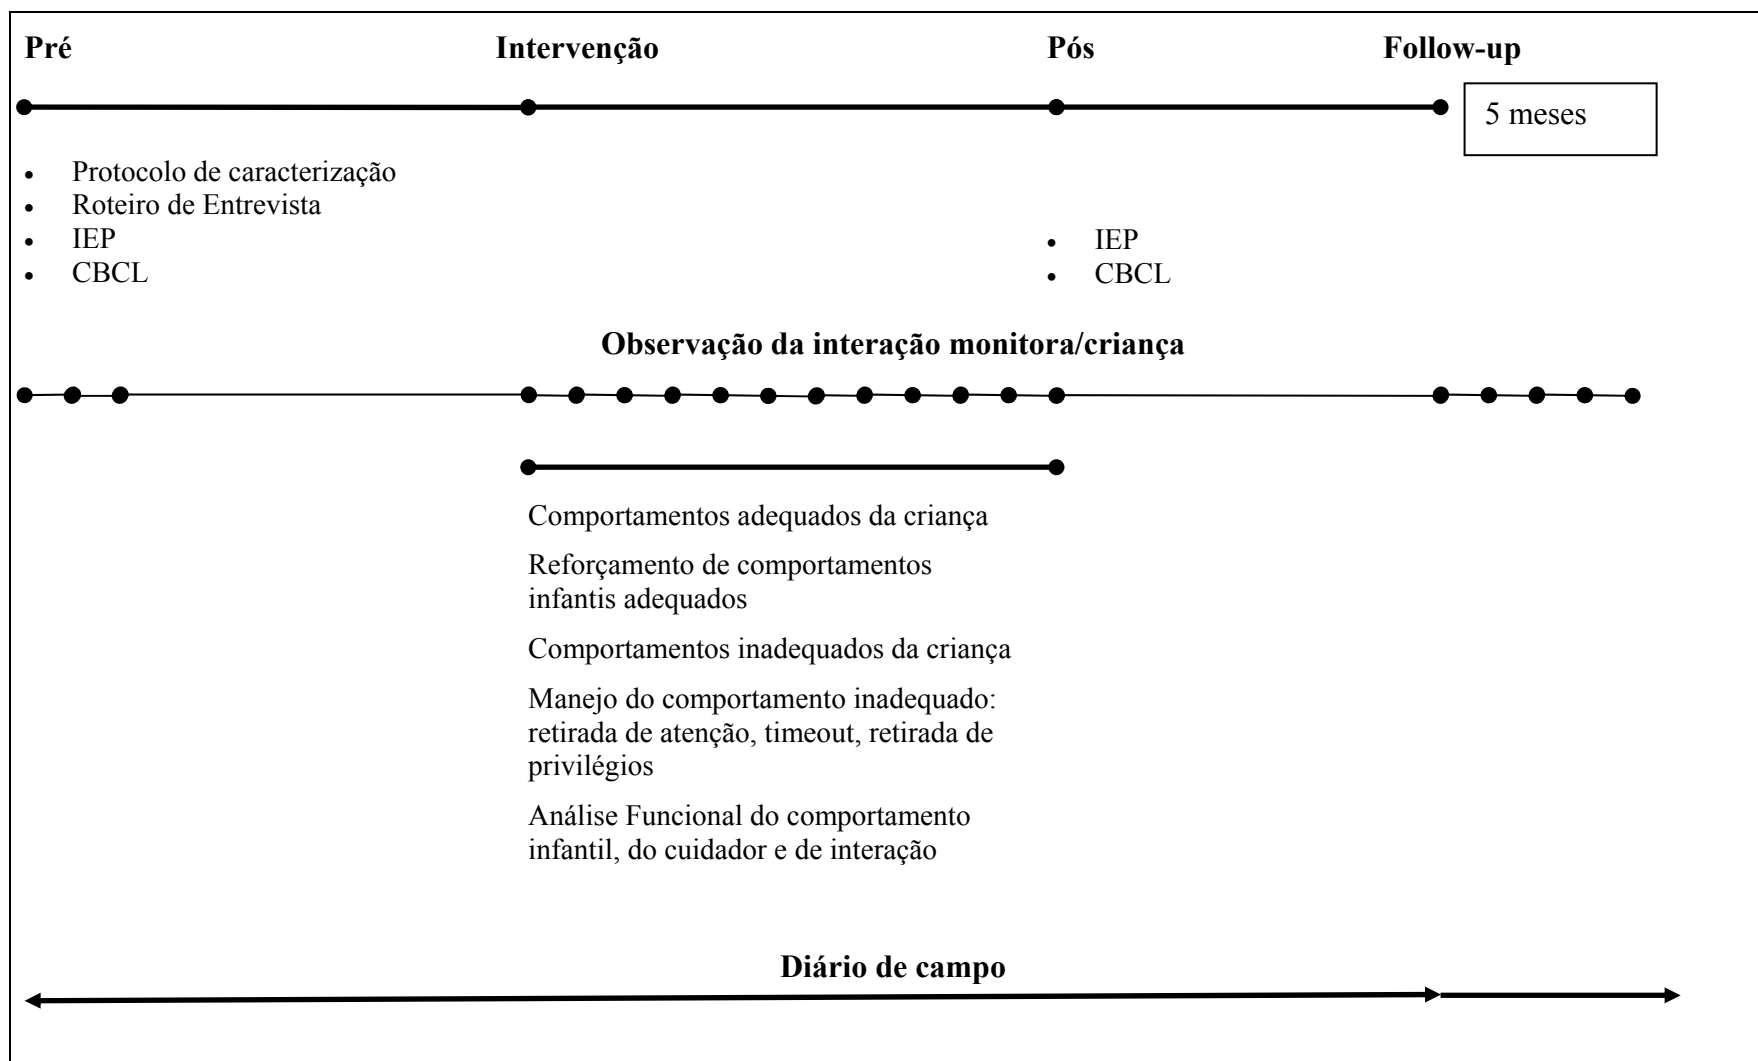 Pré Intervenção Pós Follow-up
5 meses
• Protocolo de caracterização
• Roteiro de Entrevista
• IEP
• CBCL
• IEP
• CBCL
Observação da interação monitora/criança
Comportamentos adequados da criança
Reforçamento de comportamentos
infantis adequados
Comportamentos inadequados da criança
Manejo do comportamento inadequado:
retirada de atenção, timeout, retirada de
privilégios
Análise Funcional do comportamento
infantil, do cuidador e de interação
Diário de campo